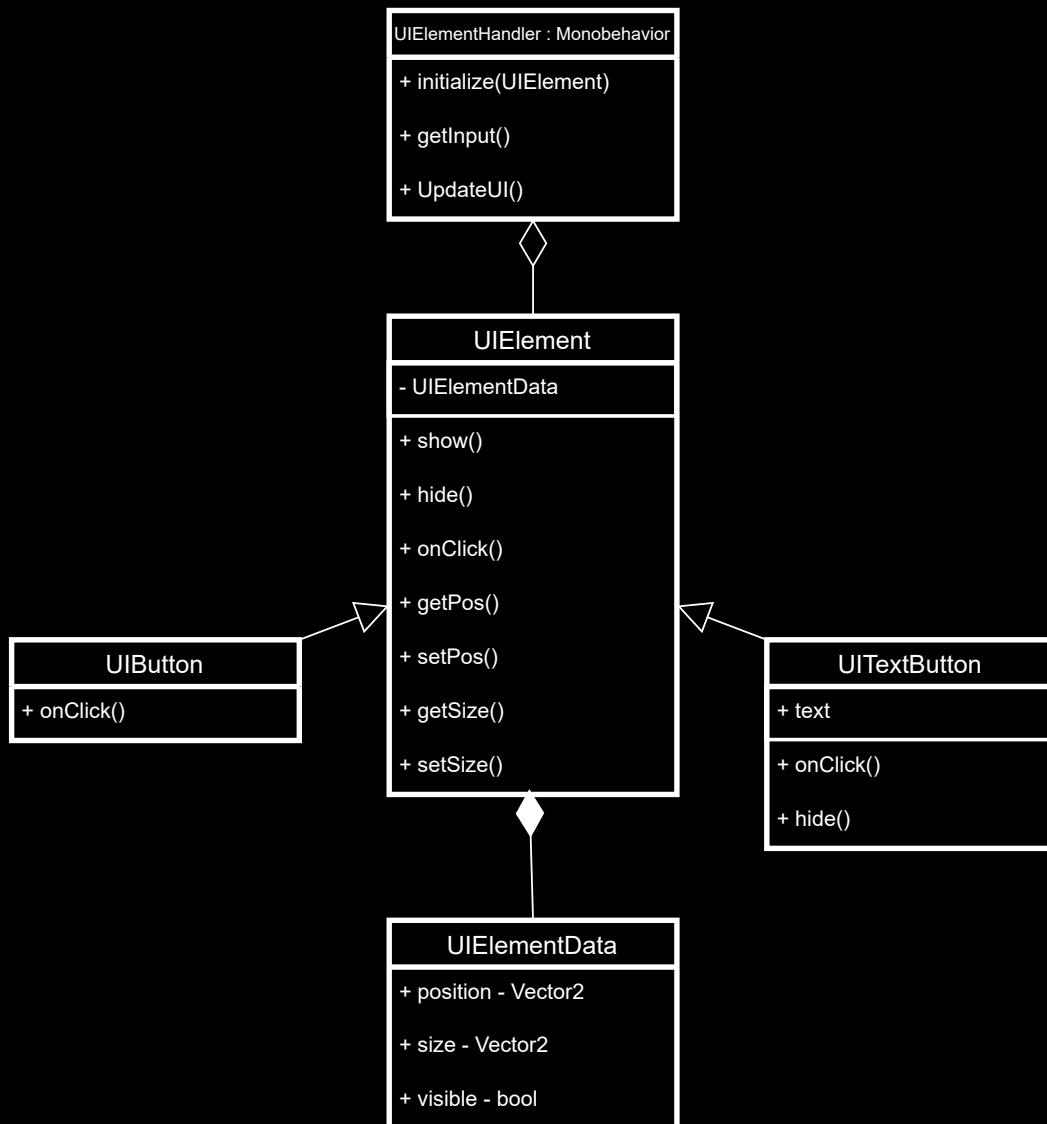 UIElementHandler : Monobehavior
+ initialize(UIElement)
+ getInput()
+ UpdateUI()
UIElement
- UIElementData
+ show()
+ hide()
+ onClick()
+ getPos()
+ setPos()
+ getSize()
+ setSize()
UIButton
+ onClick()
UITextButton
+ text
+ onClick()
+ hide()
UIElementData
+ position - Vector2
+ size - Vector2
+ visible - bool